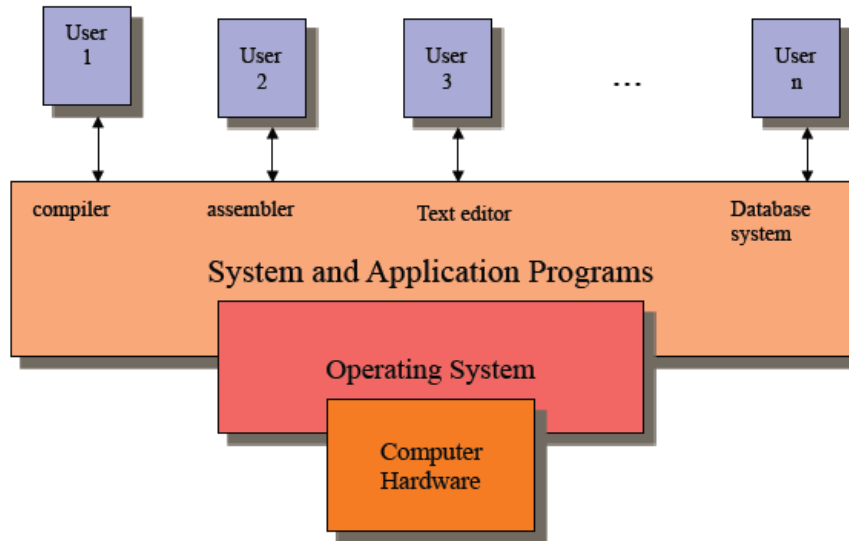 User
1
User
2
User
3
...
User
n
compiler
assembler
Text editor
Database
system
System and Application Programs
Operating System
Computer
Hardware